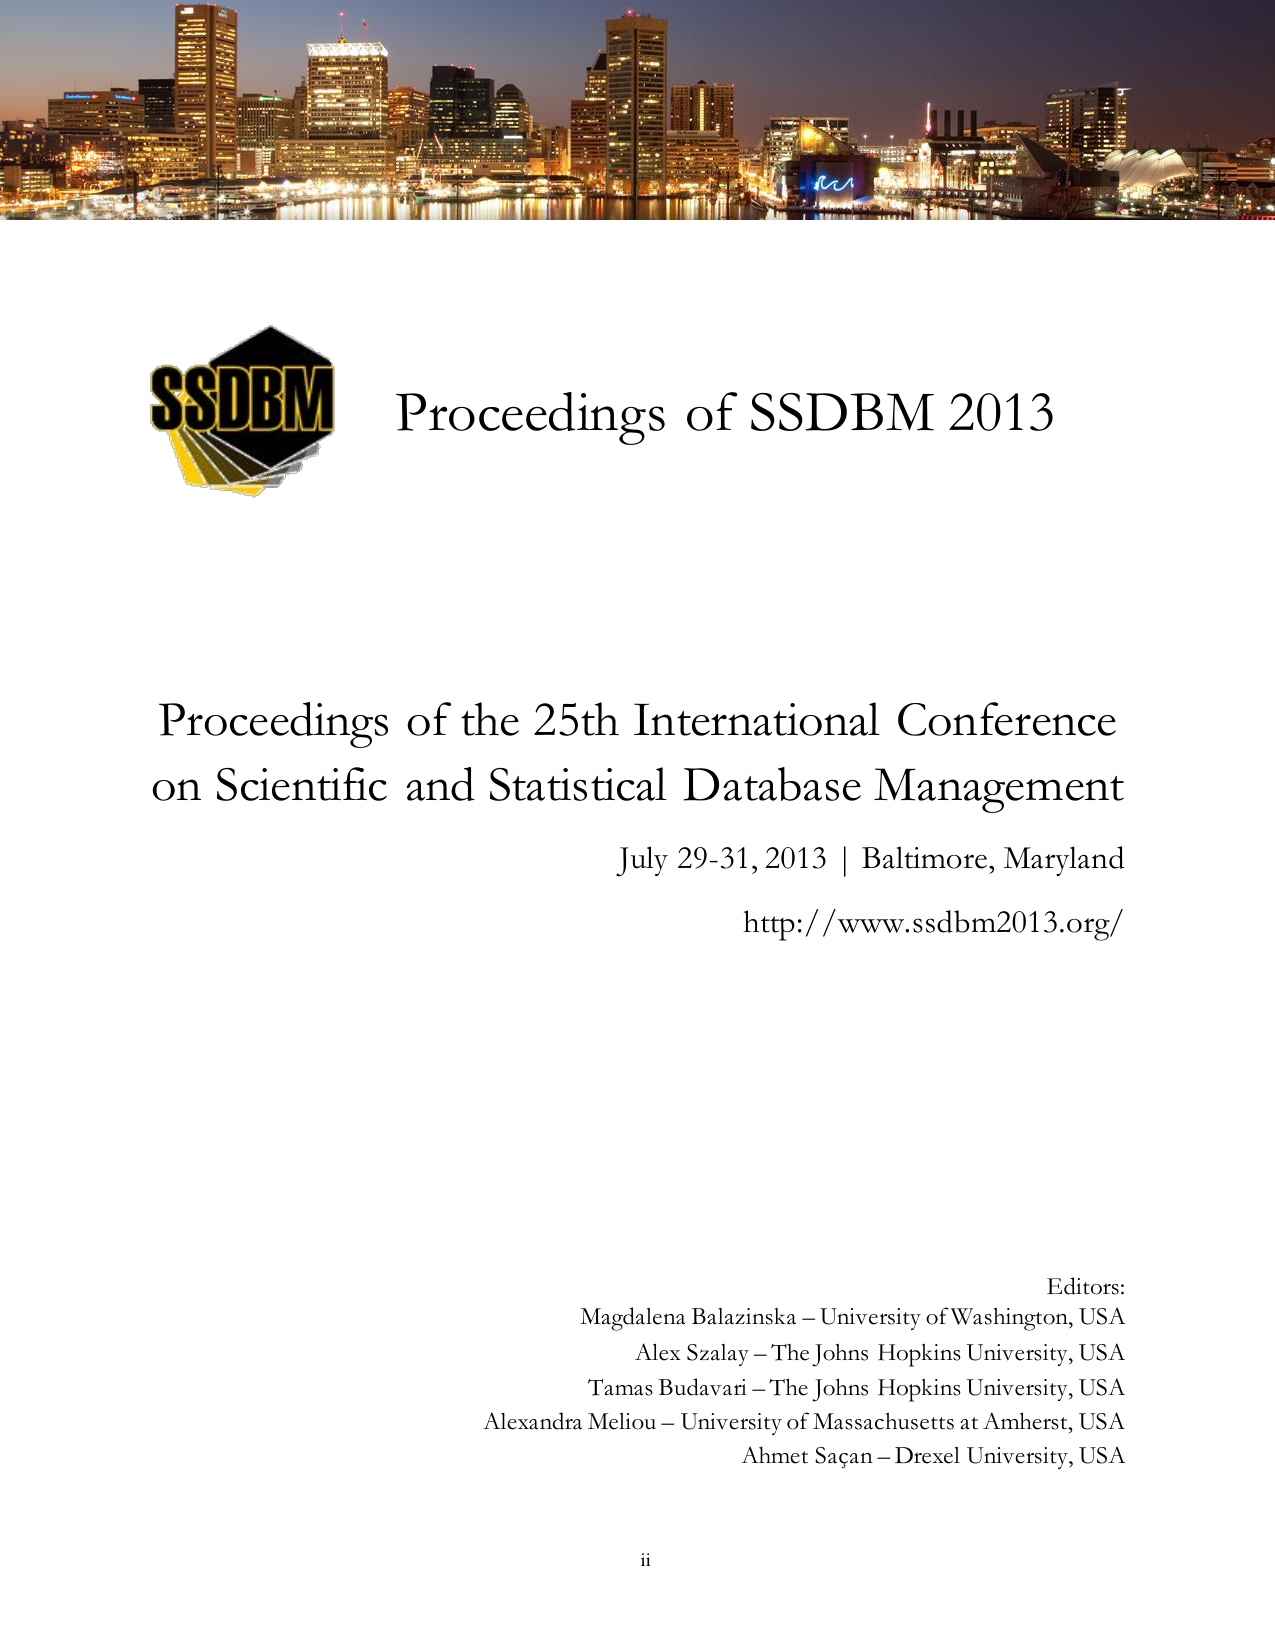 SSDBM
Proceedings of SSDBM 2013
Proceedings of the 25th International Conference
on Scientific and Statistical Database Management
July 29-31, 2013 | Baltimore, Maryland
http://www.ssdbm2013.org/
Editors:
Magdalena Balazinska – University of Washington, USA
Alex Szalay – The Johns Hopkins University, USA
Tamas Budavari – The Johns Hopkins University, USA
Alexandra Meliou – University of Massachusetts at Amherst, USA
Ahmet Saçan – Drexel University, USA
ii